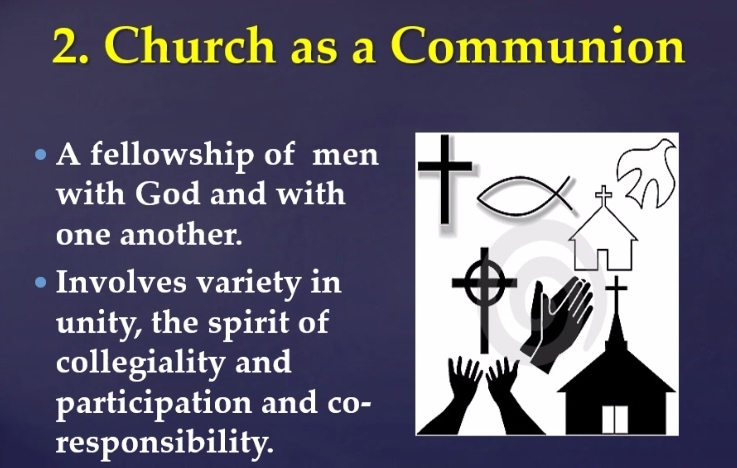 2. Church as a Communion
• A fellowship of men
with God and with
one another.
• Involves variety in
unity, the spirit of
collegiality and
participation and co-
responsibility.